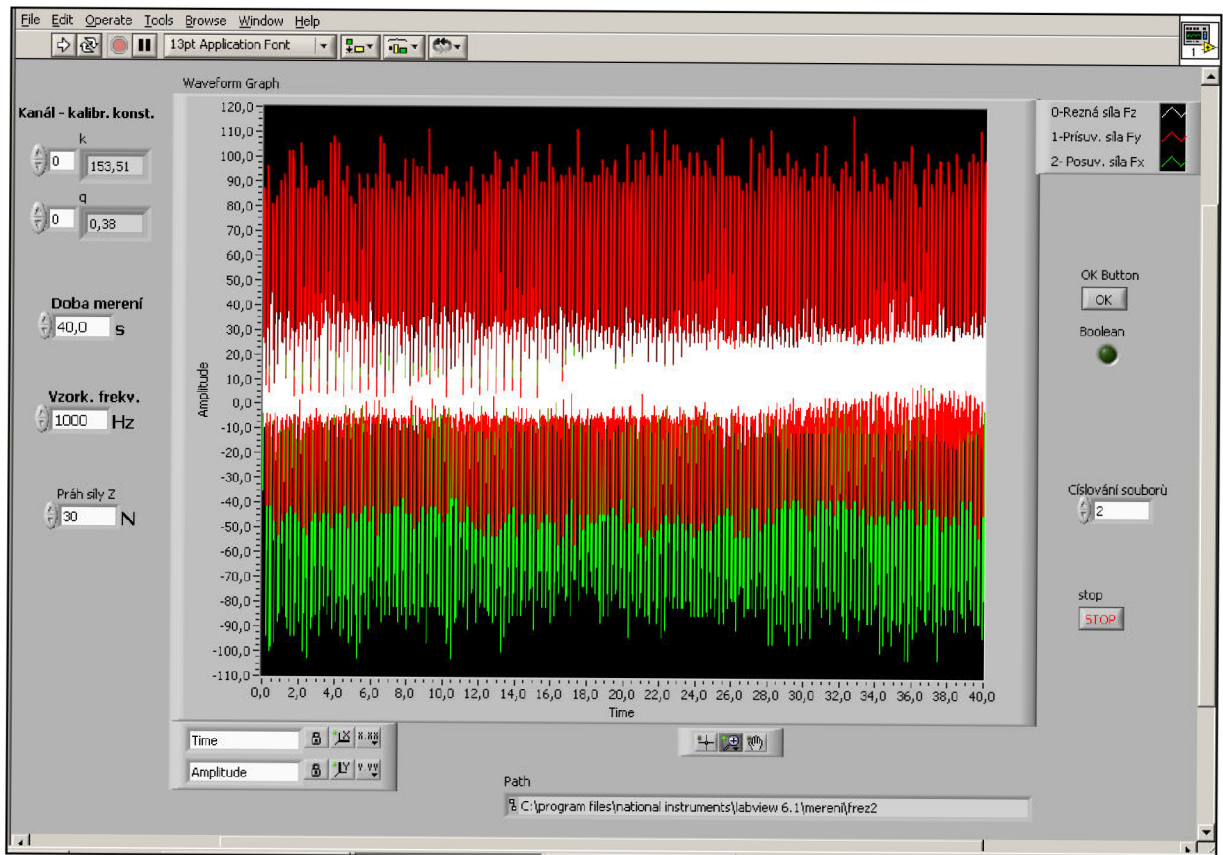 File Edit Operate Tools Browse Window Help
13pt Application Font
1
Waveform Graph
Kanál - kalibr. konst.
k
0 153,51
q
0 0,38
Doba merení
40,0 s
Vzork. frekv.
1000 Hz
Práh síly Z
30 N
Amplitude
120,0
110,0
100,0
90,0
80,0
70,0
60,0
50,0
40,0
30,0
20,0
10,0
0,0
-10,0
-20,0
-30,0
-40,0
-50,0
-60,0
-70,0
-80,0
-90,0
-100,0
-110,0
0,0 2,0 4,0 6,0 8,0 10,0 12,0 14,0 16,0 18,0 20,0 22,0 24,0 26,0 28,0 30,0 32,0 34,0 36,0 38,0 40,0
Time
0-Rezná síla Fz
1-Prísuv. síla Fy
2- Posuv. síla Fx
OK Button
OK
Boolean
Císlování souborù
2
stop
STOP
Time X X.XX
Amplitude Y Y.YY
Path
C:\program files\national instruments\labview 6.1\merení\frez2